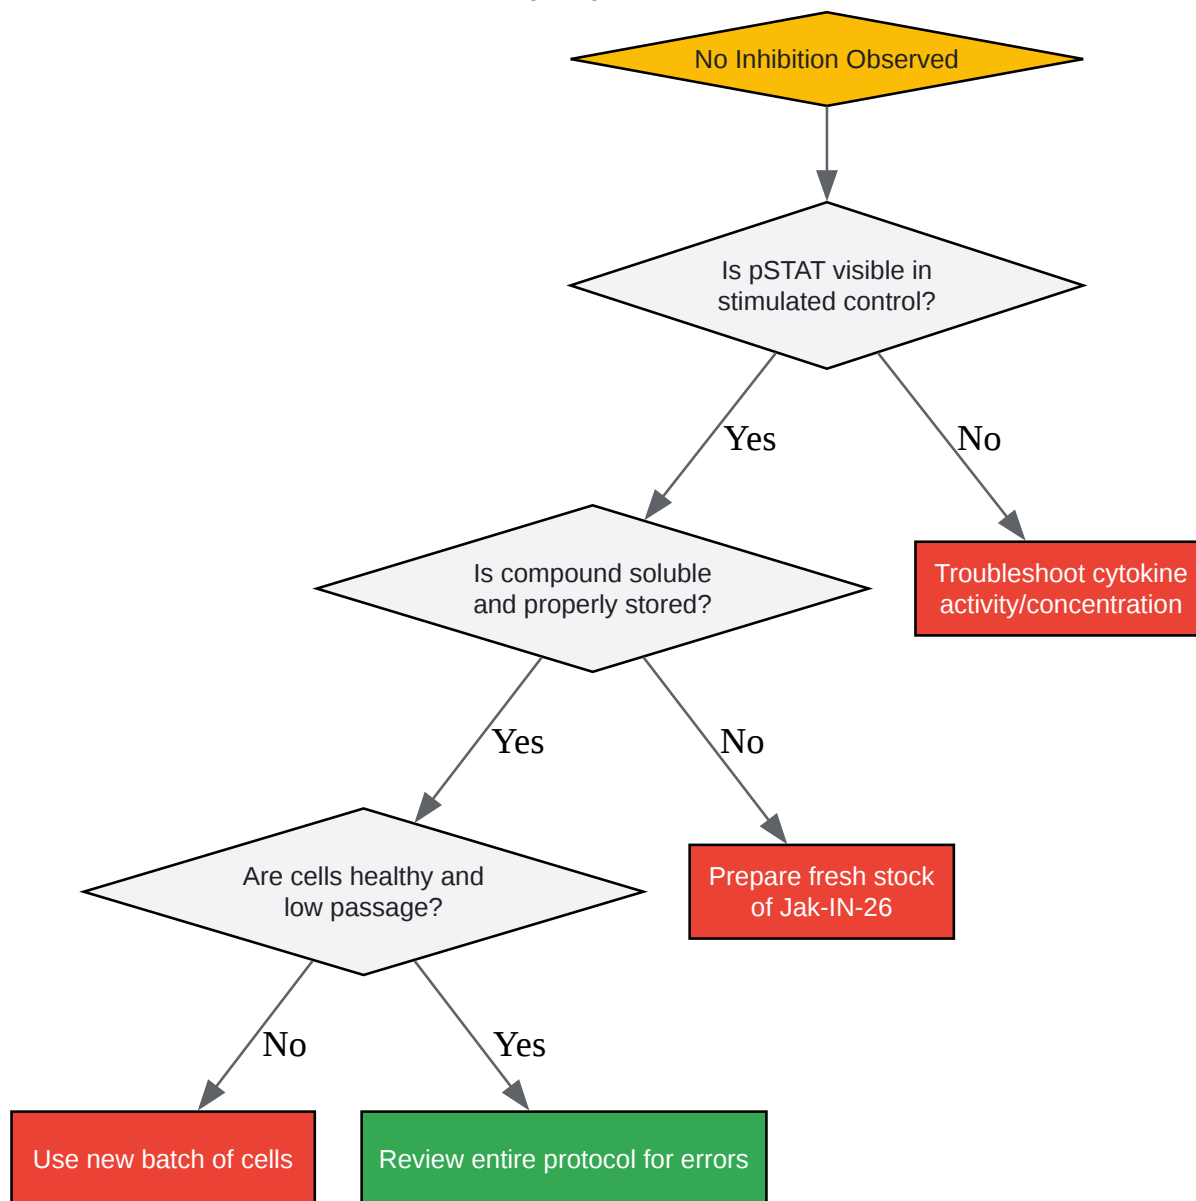 No Inhibition Observed
Is pSTAT visible in
stimulated control?
Yes
No
Is compound soluble
and properly stored?
Troubleshoot cytokine
activity/concentration
Yes
No
Are cells healthy and
low passage?
Prepare fresh stock
of Jak-IN-26
No
Yes
Use new batch of cells
Review entire protocol for errors